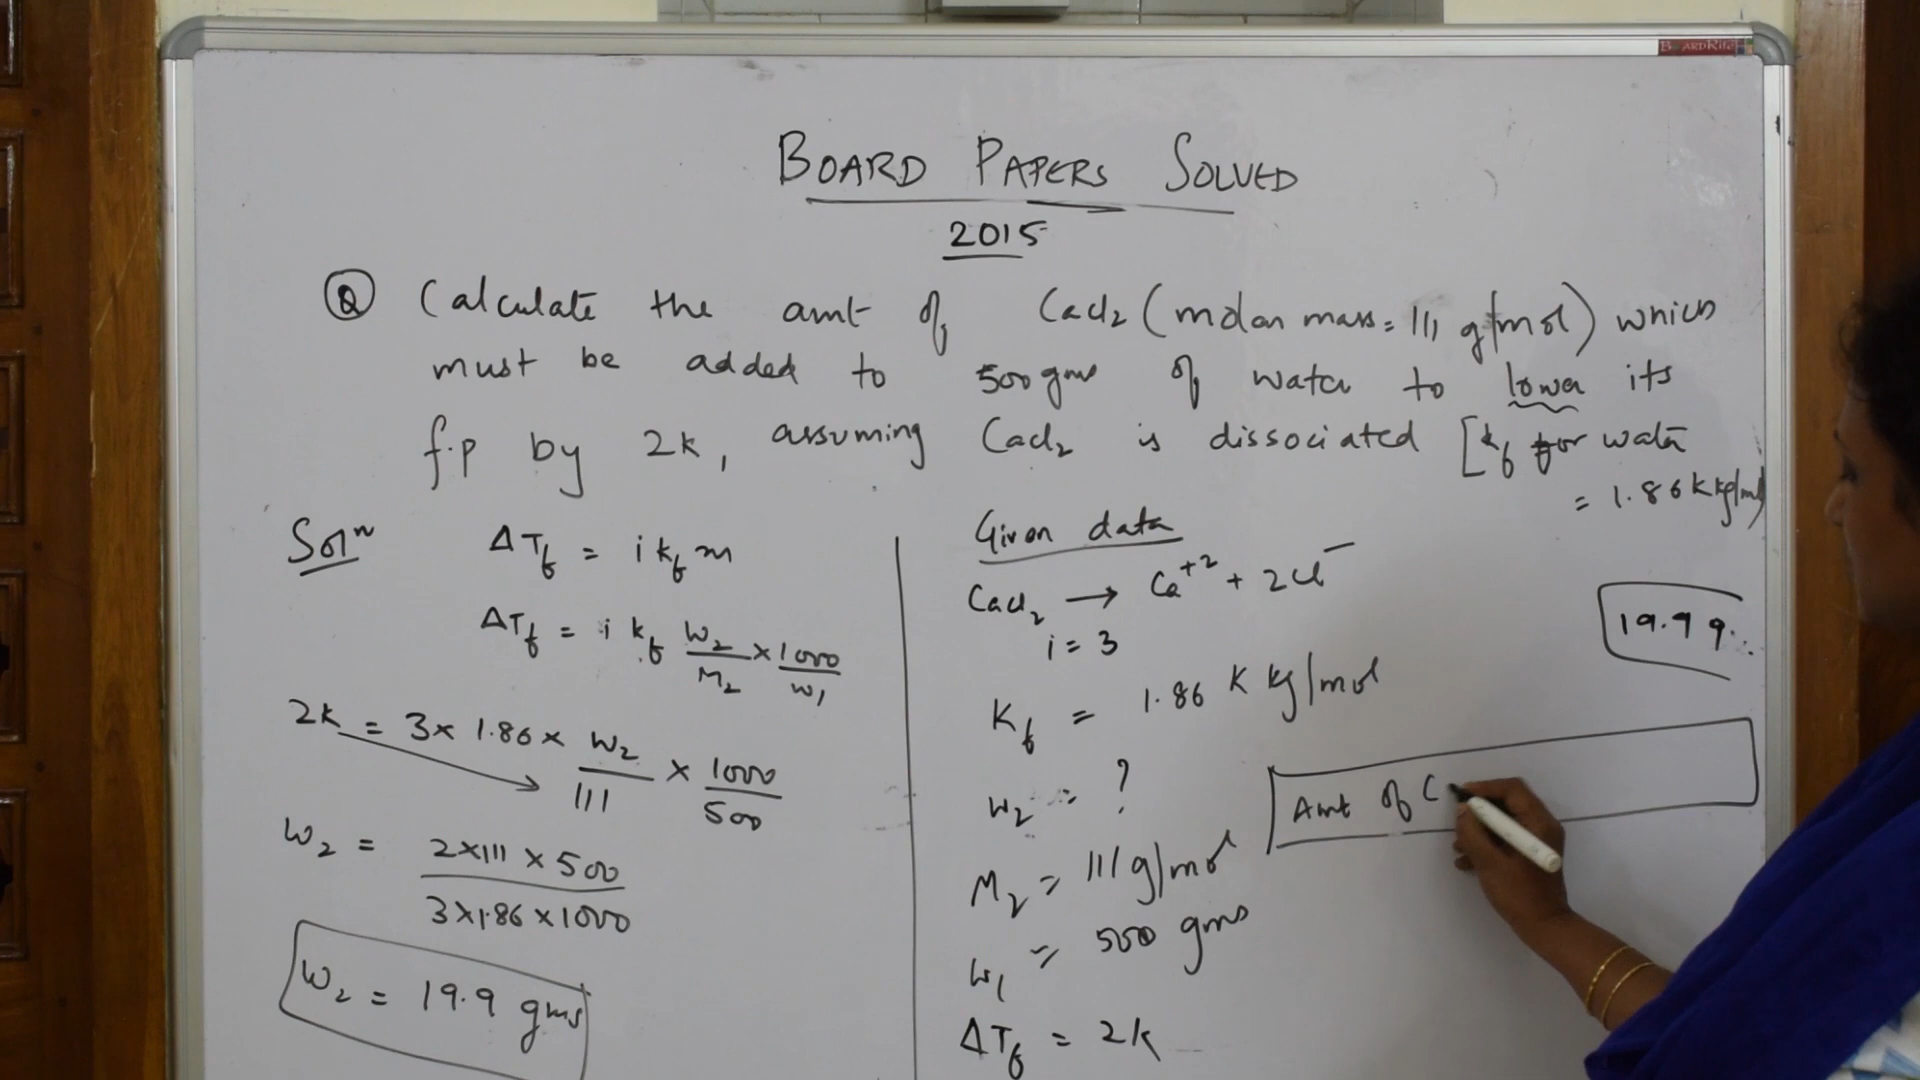 BOARDRite
BOARD PAPERS SOLVED
2015
Q Calculate the amt of CaCl2 (molar mass = 111 g/mol) which
must be added to 500gms of water to lower its
f.p by 2k, assuming CaCl2 is dissociated [kf for water
= 1.86 K kg/mol
Soln
ΔTf = i kf m
ΔTf = i kf W2/M2 × 1000/W1
2k = 3 × 1.86 × W2/111 × 1000/500
W2 = 2×111 × 500/3×1.86 ×1000
W2 = 19.9 gms
Given data
CaCl2 → Ca+2 + 2Cl−
i = 3
Kf = 1.86 K kg/mol
W2 = ?
M2 = 111 g/mol
W1 = 500 gms
ΔTf = 2k
19.99..
Amt of C